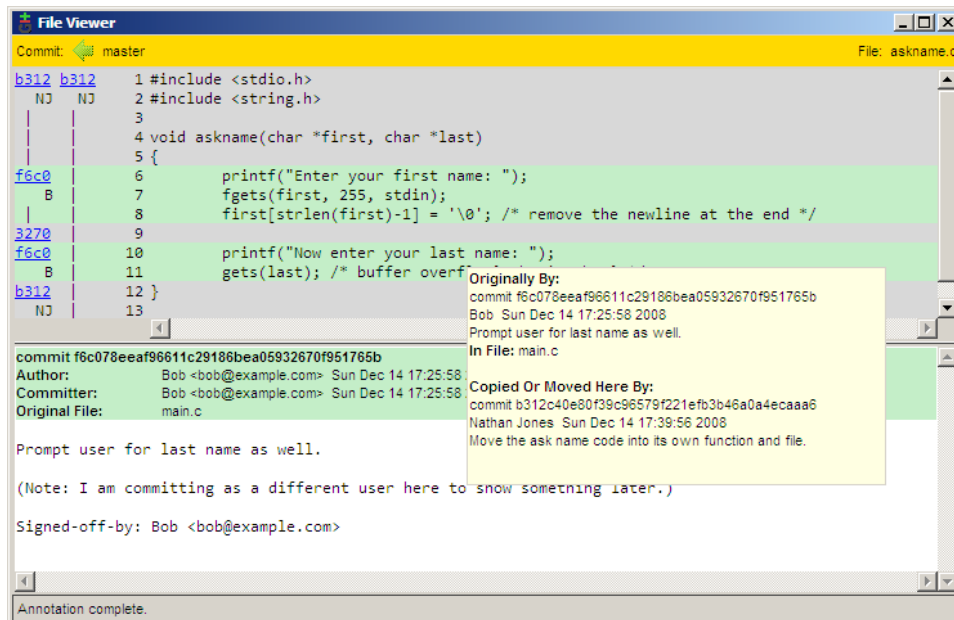 File Viewer
Commit: master File: askname.c
b312 b312 1 #include <stdio.h>
NJ NJ 2 #include <string.h>
| | 3
| | 4 void askname(char *first, char *last)
| | 5 {
f6c0 | 6 printf("Enter your first name: ");
B | 7 fgets(first, 255, stdin);
| | 8 first[strlen(first)-1] = '\0'; /* remove the newline at the end */
3270 | 9
f6c0 | 10 printf("Now enter your last name: ");
B | 11 gets(last); /* buffer
b312 | 12 }
NJ | 13
Originally By:
commit f6c078eeaf96611c29186bea05932670f951765b
Bob Sun Dec 14 17:25:58 2008
Prompt user for last name as well.
In File: main.c
Copied Or Moved Here By:
commit b312c40e80f39c96579f221efb3b46a0a4ecaaa6
Nathan Jones Sun Dec 14 17:39:56 2008
Move the ask name code into its own function and file.
commit f6c078eeaf96611c29186bea05932670f951765b
Author: Bob <bob@example.com> Sun Dec 14 17:25:58
Committer: Bob <bob@example.com> Sun Dec 14 17:25:58
Original File: main.c
Prompt user for last name as well.
(Note: I am committing as a different user here to show something later.)
Signed-off-by: Bob <bob@example.com>
Annotation complete.